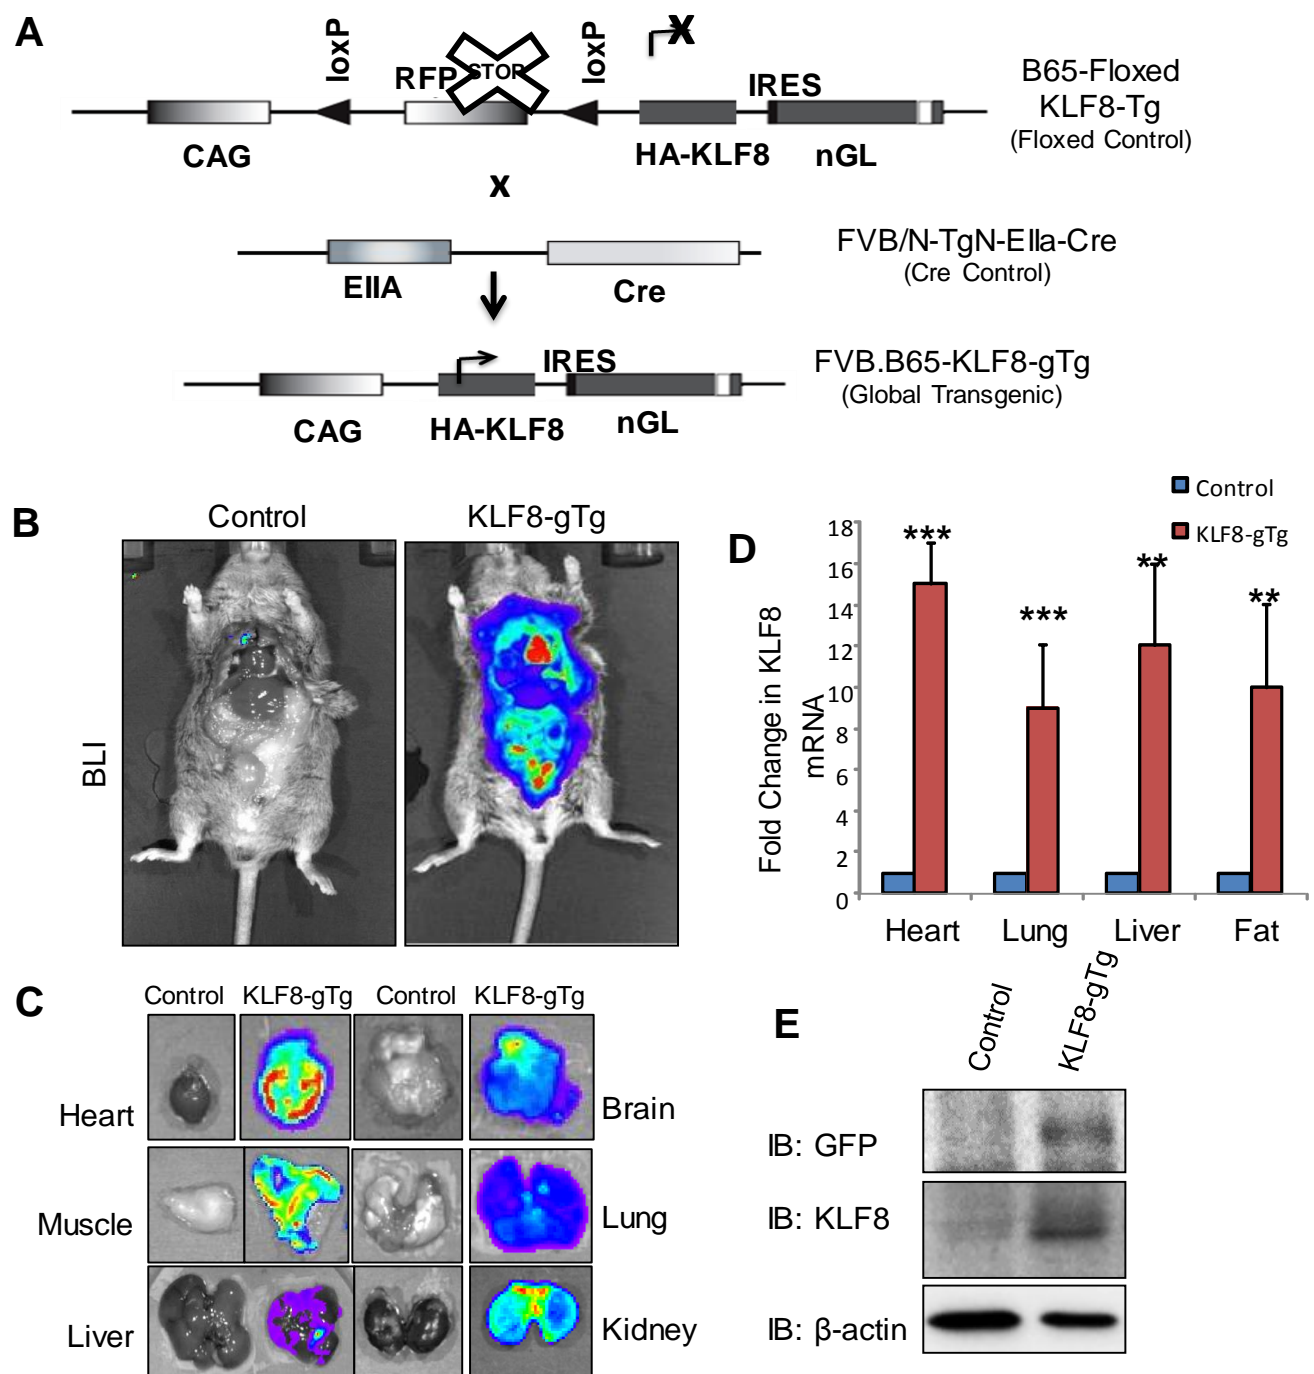 A
loxP
RFP
STOP
loxP
X
IRES
CAG
HA-KLF8
nGL
B65-Floxed
KLF8-Tg
(Floxed Control)
x
EIIA
Cre
FVB/N-TgN-EIIa-Cre
(Cre Control)
IRES
CAG
HA-KLF8
nGL
FVB.B65-KLF8-gTg
(Global Transgenic)
B
Control
KLF8-gTg
BLI
D
Control
KLF8-gTg
Fold Change in KLF8
mRNA
18
16
14
12
10
8
6
4
2
0
***
***
**
**
Heart
Lung
Liver
Fat
C
Control KLF8-gTg Control KLF8-gTg
Heart
Brain
Muscle
Lung
Liver
Kidney
E
Control
KLF8-gTg
IB: GFP
IB: KLF8
IB: β-actin